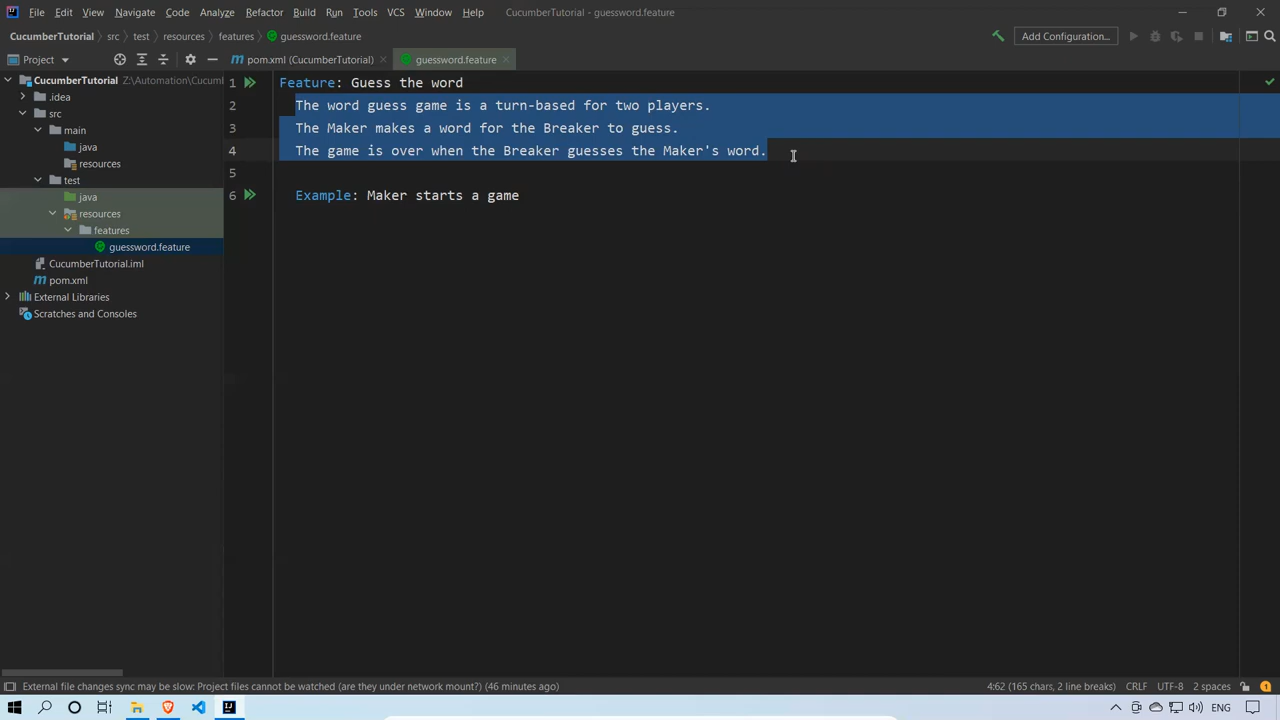 File Edit View Navigate Code Analyze Refactor Build Run Tools VCS Window Help CucumberTutorial - guessword.feature
CucumberTutorial src test resources features guessword.feature Add Configuration...
Project pom.xml (CucumberTutorial) guessword.feature
CucumberTutorial Z:\Automation\Cucum
.idea
src
main
java
resources
test
java
resources
features
guessword.feature
CucumberTutorial.iml
pom.xml
External Libraries
Scratches and Consoles
1 Feature: Guess the word
2 The word guess game is a turn-based for two players.
3 The Maker makes a word for the Breaker to guess.
4 The game is over when the Breaker guesses the Maker's word.
5
6 Example: Maker starts a game
External file changes sync may be slow: Project files cannot be watched (are they under network mount?) (46 minutes ago) 4:62 (165 chars, 2 line breaks) CRLF UTF-8 2 spaces 1
ENG